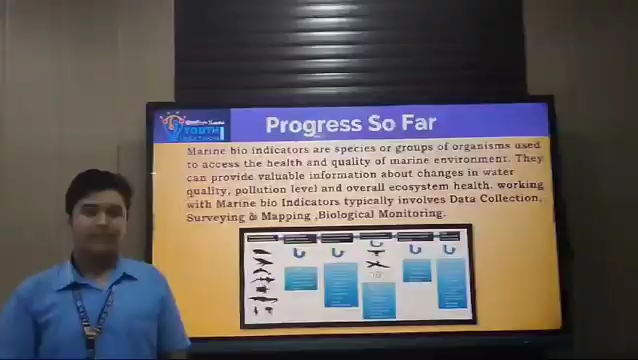 YOUTH
Progress So Far
Marine bio indicators are species or groups of organisms used
to access the health and quality of marine environment. They
can provide valuable information about changes in water
quality, pollution level and overall ecosystem health. working
with Marine bio Indicators typically involves Data Collection,
Surveying & Mapping ,Biological Monitoring.